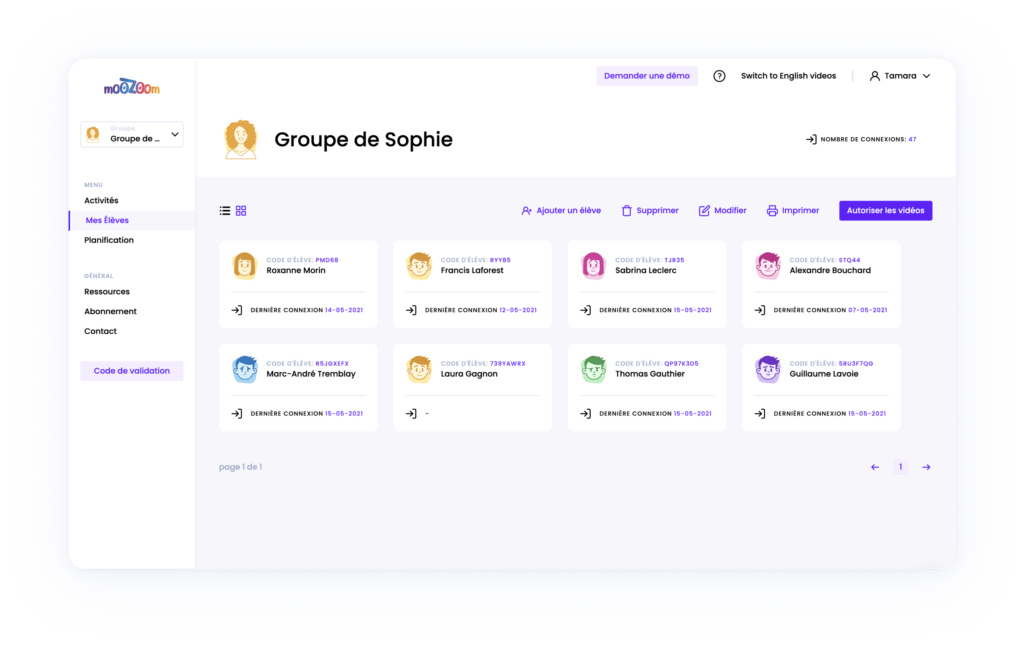 Demander une démo
?
Switch to English videos
Tamara
mOOZOom
Groupe
Groupe de ...
Groupe de Sophie
NOMBRE DE CONNEXIONS: 47
MENU
Activités
Mes Élèves
Planification
GÉNÉRAL
Ressources
Abonnement
Contact
Code de validation
Ajouter un élève
Supprimer
Modifier
Imprimer
Autoriser les vidéos
CODE D'ÉLÈVE: PMD68
Roxanne Morin
DERNIÈRE CONNEXION 14-05-2021
CODE D'ÉLÈVE: RYY85
Francis Laforest
DERNIÈRE CONNEXION 12-05-2021
CODE D'ÉLÈVE: TJR35
Sabrina Leclerc
DERNIÈRE CONNEXION 15-05-2021
CODE D'ÉLÈVE: STQ44
Alexandre Bouchard
DERNIÈRE CONNEXION 07-05-2021
CODE D'ÉLÈVE: R5JGXEFX
Marc-André Tremblay
DERNIÈRE CONNEXION 15-05-2021
CODE D'ÉLÈVE: 739YAWRX
Laura Gagnon
-
CODE D'ÉLÈVE: QP97K3D5
Thomas Gauthier
DERNIÈRE CONNEXION 15-05-2021
CODE D'ÉLÈVE: 5RU3F7QG
Guillaume Lavoie
DERNIÈRE CONNEXION 15-05-2021
page 1 de 1
1